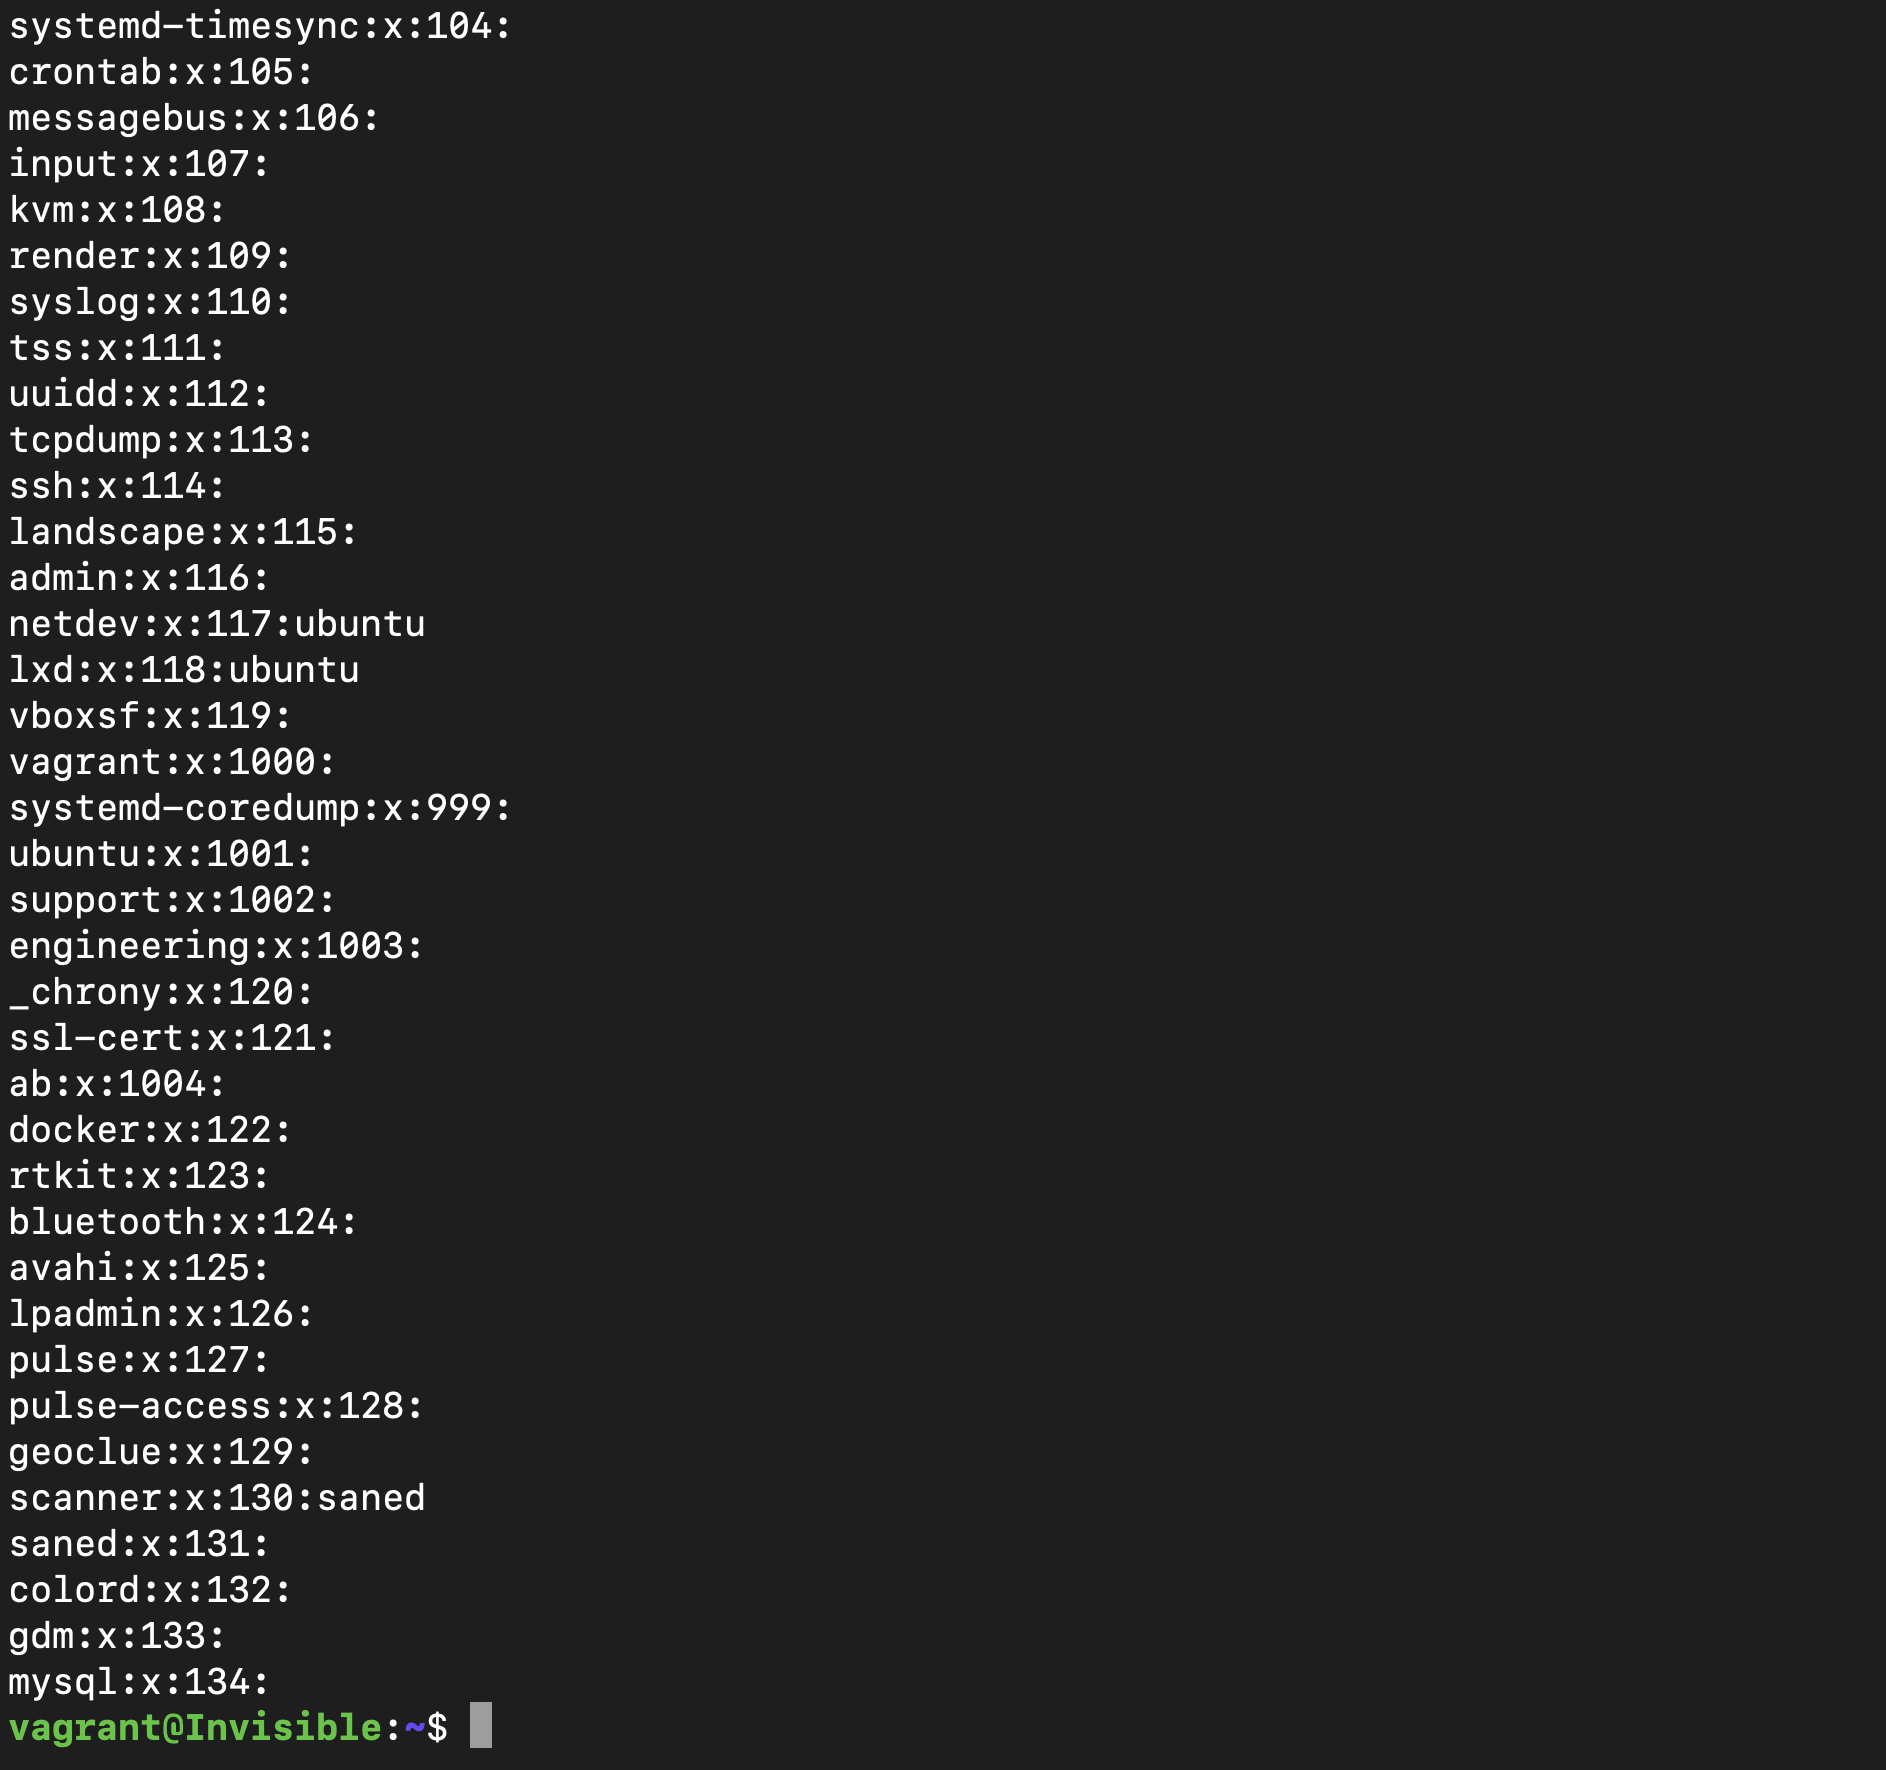 systemd-timesync:x:104:
crontab:x:105:
messagebus:x:106:
input:x:107:
kvm:x:108:
render:x:109:
syslog:x:110:
tss:x:111:
uuidd:x:112:
tcpdump:x:113:
ssh:x:114:
landscape:x:115:
admin:x:116:
netdev:x:117:ubuntu
lxd:x:118:ubuntu
vboxsf:x:119:
vagrant:x:1000:
systemd-coredump:x:999:
ubuntu:x:1001:
support:x:1002:
engineering:x:1003:
_chrony:x:120:
ssl-cert:x:121:
ab:x:1004:
docker:x:122:
rtkit:x:123:
bluetooth:x:124:
avahi:x:125:
lpadmin:x:126:
pulse:x:127:
pulse-access:x:128:
geoclue:x:129:
scanner:x:130:saned
saned:x:131:
colord:x:132:
gdm:x:133:
mysql:x:134:
vagrant@Invisible:~$